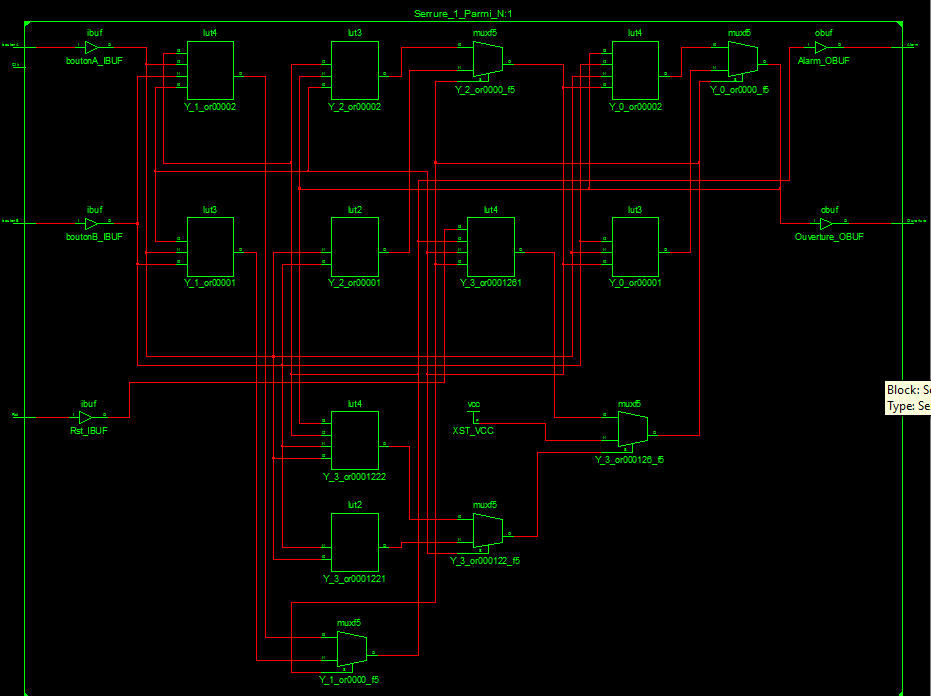 Serrure_1_Parmi_N:1
ibuf
lut4
lut3
muxf5
lut4
muxf5
obuf
boutonA_IBUF
Alarm_OBUF
Y_2_or0000_f5
Y_0_or0000_f5
Y_1_or00002
Y_2_or00002
Y_0_or00002
ibuf
lut3
lut2
lut4
lut3
obuf
boutonB_IBUF
Ouverture_OBUF
Y_1_or00001
Y_2_or00001
Y_3_or0001261
Y_0_or00001
Block: S
Type: Se
ibuf
lut4
vcc
muxf5
Rst_IBUF
XST_VCC
Y_3_or000126_f5
Y_3_or0001222
lut2
muxf5
Y_3_or000122_f5
Y_3_or0001221
muxf5
Y_1_or0000_f5